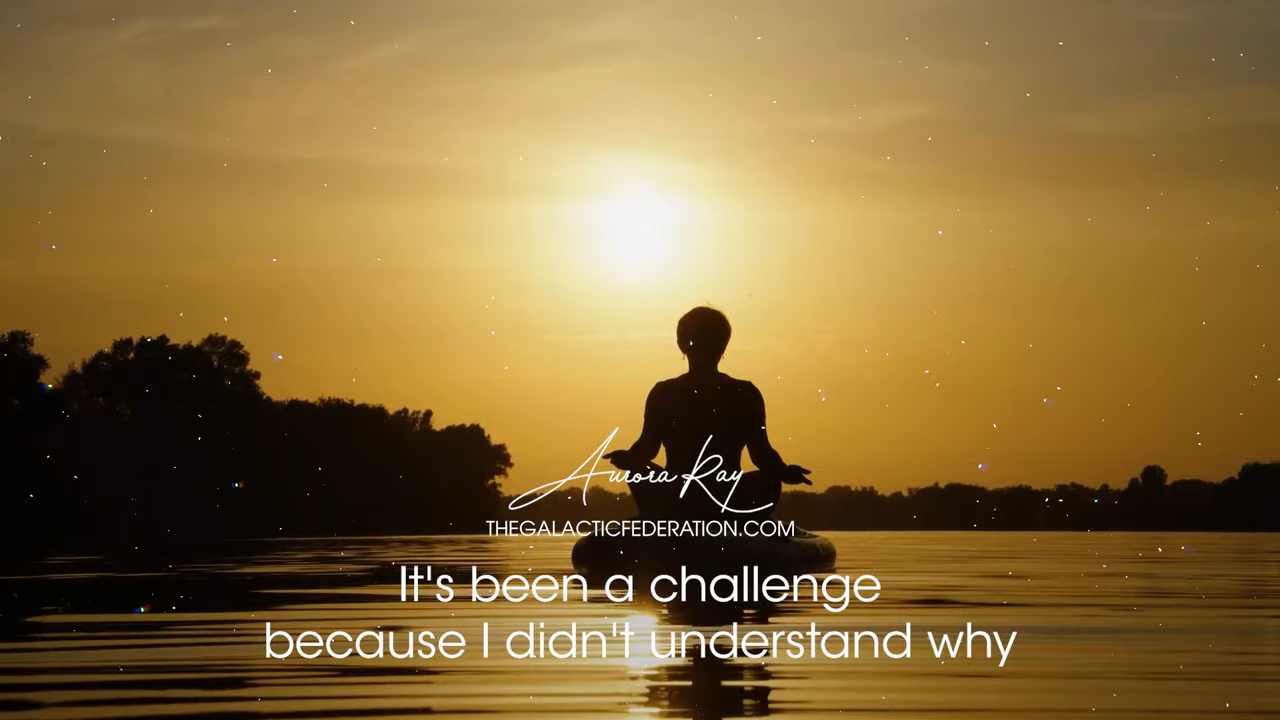 Aurora Ray
THEGALACTICFEDERATION.COM
It's been a challenge
because I didn't understand why